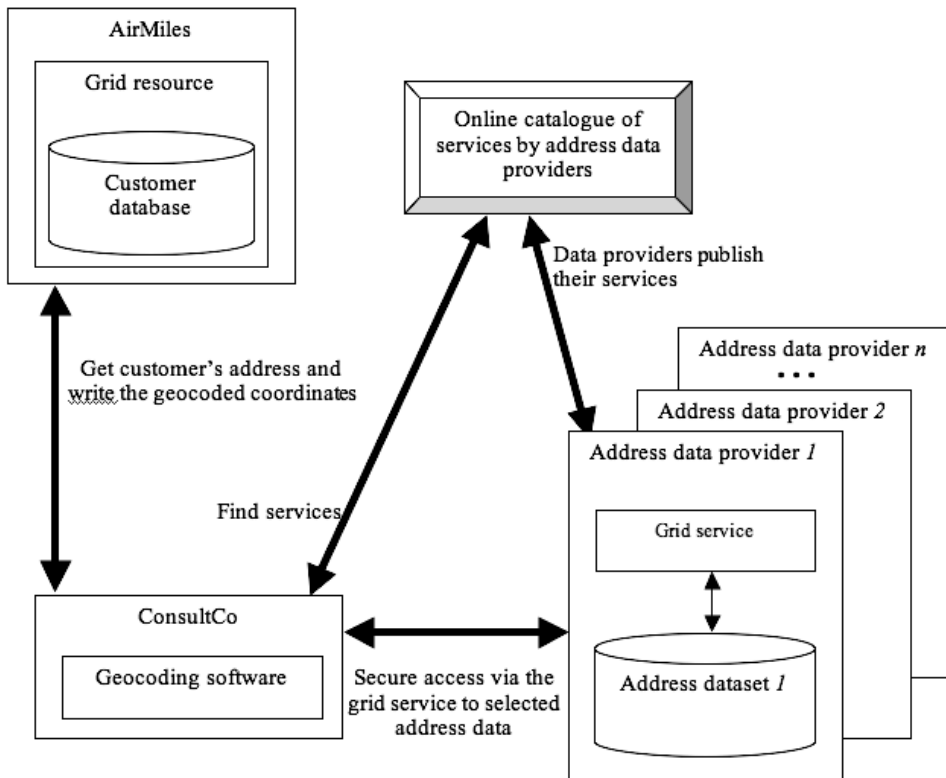 AirMiles
Grid resource
Customer
database
Online catalogue of
services by address data
providers
Data providers publish
their services
Get customer's address and
write the geocoded coordinates
Find services
Address data provider n
...
Address data provider 2
Address data provider 1
Grid service
Address dataset 1
ConsultCo
Geocoding software
Secure access via the
grid service to selected
address data